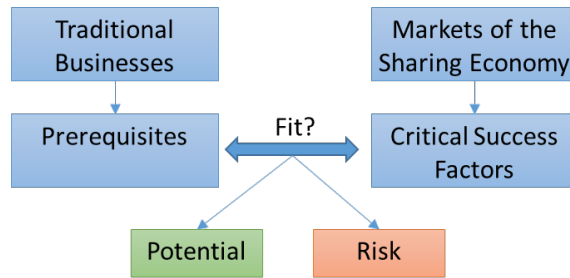 Traditional
Businesses
Markets of the
Sharing Economy
Prerequisites
Fit?
Critical Success
Factors
Potential
Risk